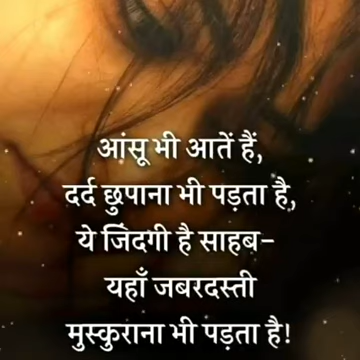 आंसू भी आतें हैं,
दर्द छुपाना भी पड़ता है,
ये जिंदगी है साहब-
यहाँ जबरदस्ती
मुस्कुराना भी पड़ता है!